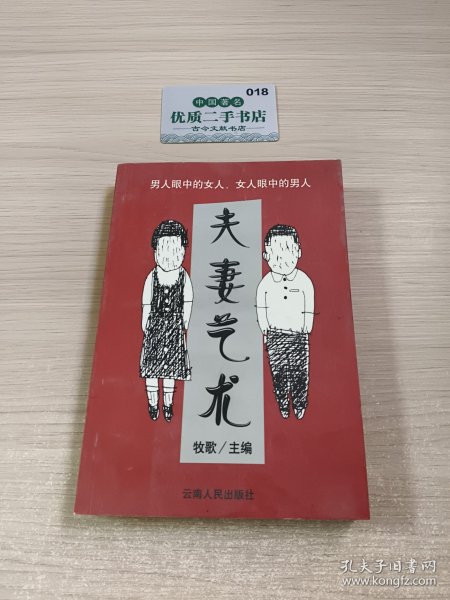 018
中国著名
优质二手书店
古今文献书店
男人眼中的女人、女人眼中的男人
夫妻艺术
牧歌/主编
云南人民出版社
孔夫子旧书网
www.kongfz.com